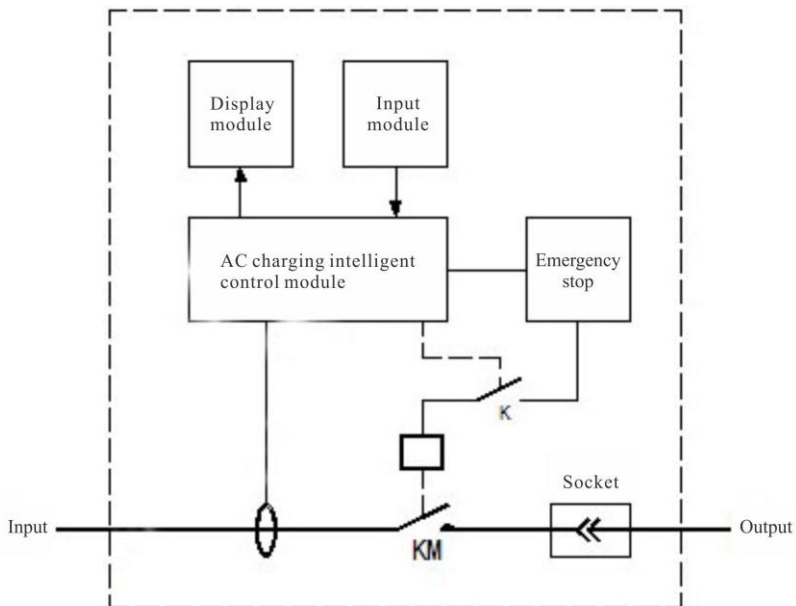 Display
module
Input
module
AC charging intelligent
control module
Emergency
stop
K
Socket
Input
KM
Output